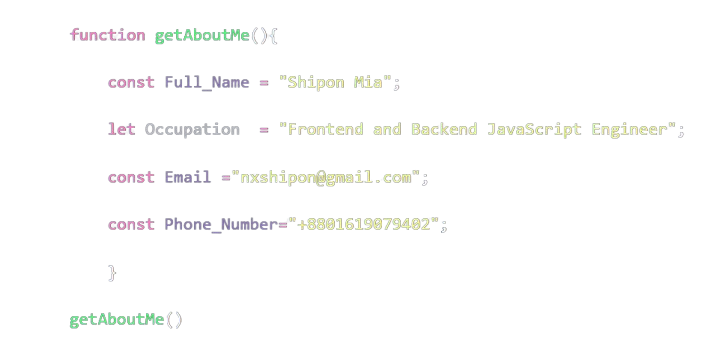 function getAboutMe(){
const Full_Name = "Shipon Mia";
let Occupation  = "Frontend and Backend JavaScript Engineer";
const Email ="nxshipon@gmail.com";
const Phone_Number="+8801619079402";
}
getAboutMe()